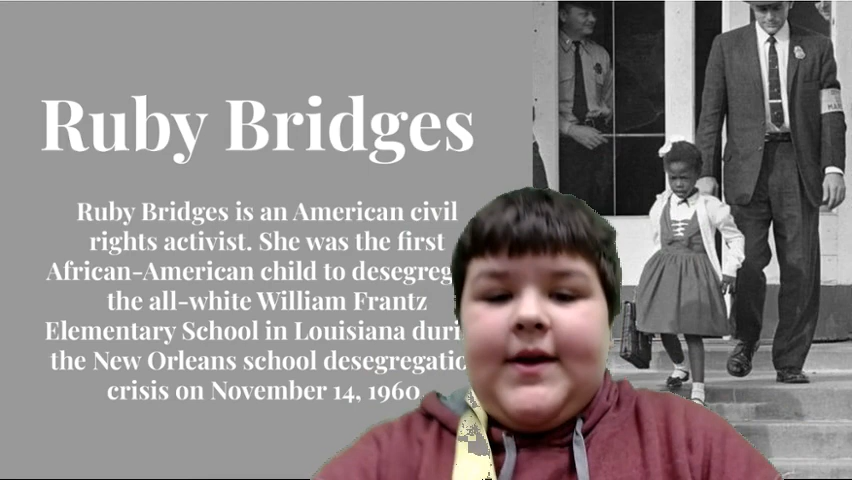 Ruby Bridges
Ruby Bridges is an American civil
rights activist. She was the first
African-American child to
the all-white William Frantz
Elementary School in Louisiana
the New Orleans school
crisis on November 14, 1960